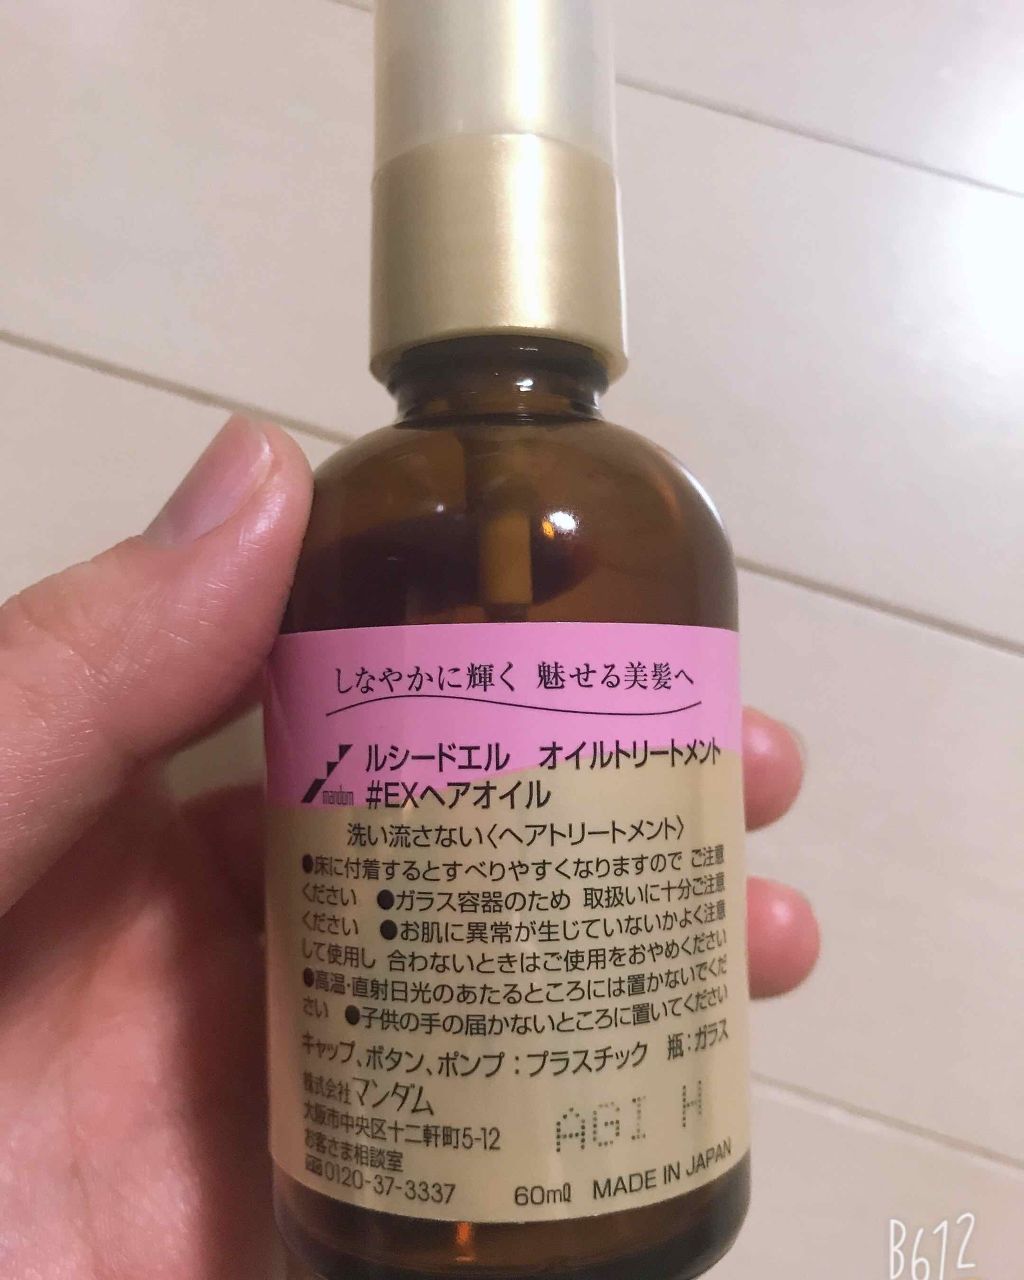 しなやかに輝く 魅せる美髪へ
mandom
ルシードエル オイルトリートメント
#EXヘアオイル
洗い流さない〈ヘアトリートメント〉
●床に付着するとすべりやすくなりますので ご注意
ください ●ガラス容器のため 取扱いに十分ご注意
ください ●お肌に異常が生じていないかよく注意
して使用し 合わないときはご使用をおやめください
●高温・直射日光のあたるところには置かないでくだ
さい ●子供の手の届かないところに置いてください
キャップ、ボタン、ポンプ：プラスチック 瓶：ガラス
株式会社マンダム
大阪市中央区十二軒町5-12
お客さま相談室
0120-37-3337
AGI H
60ml MADE IN JAPAN
B612